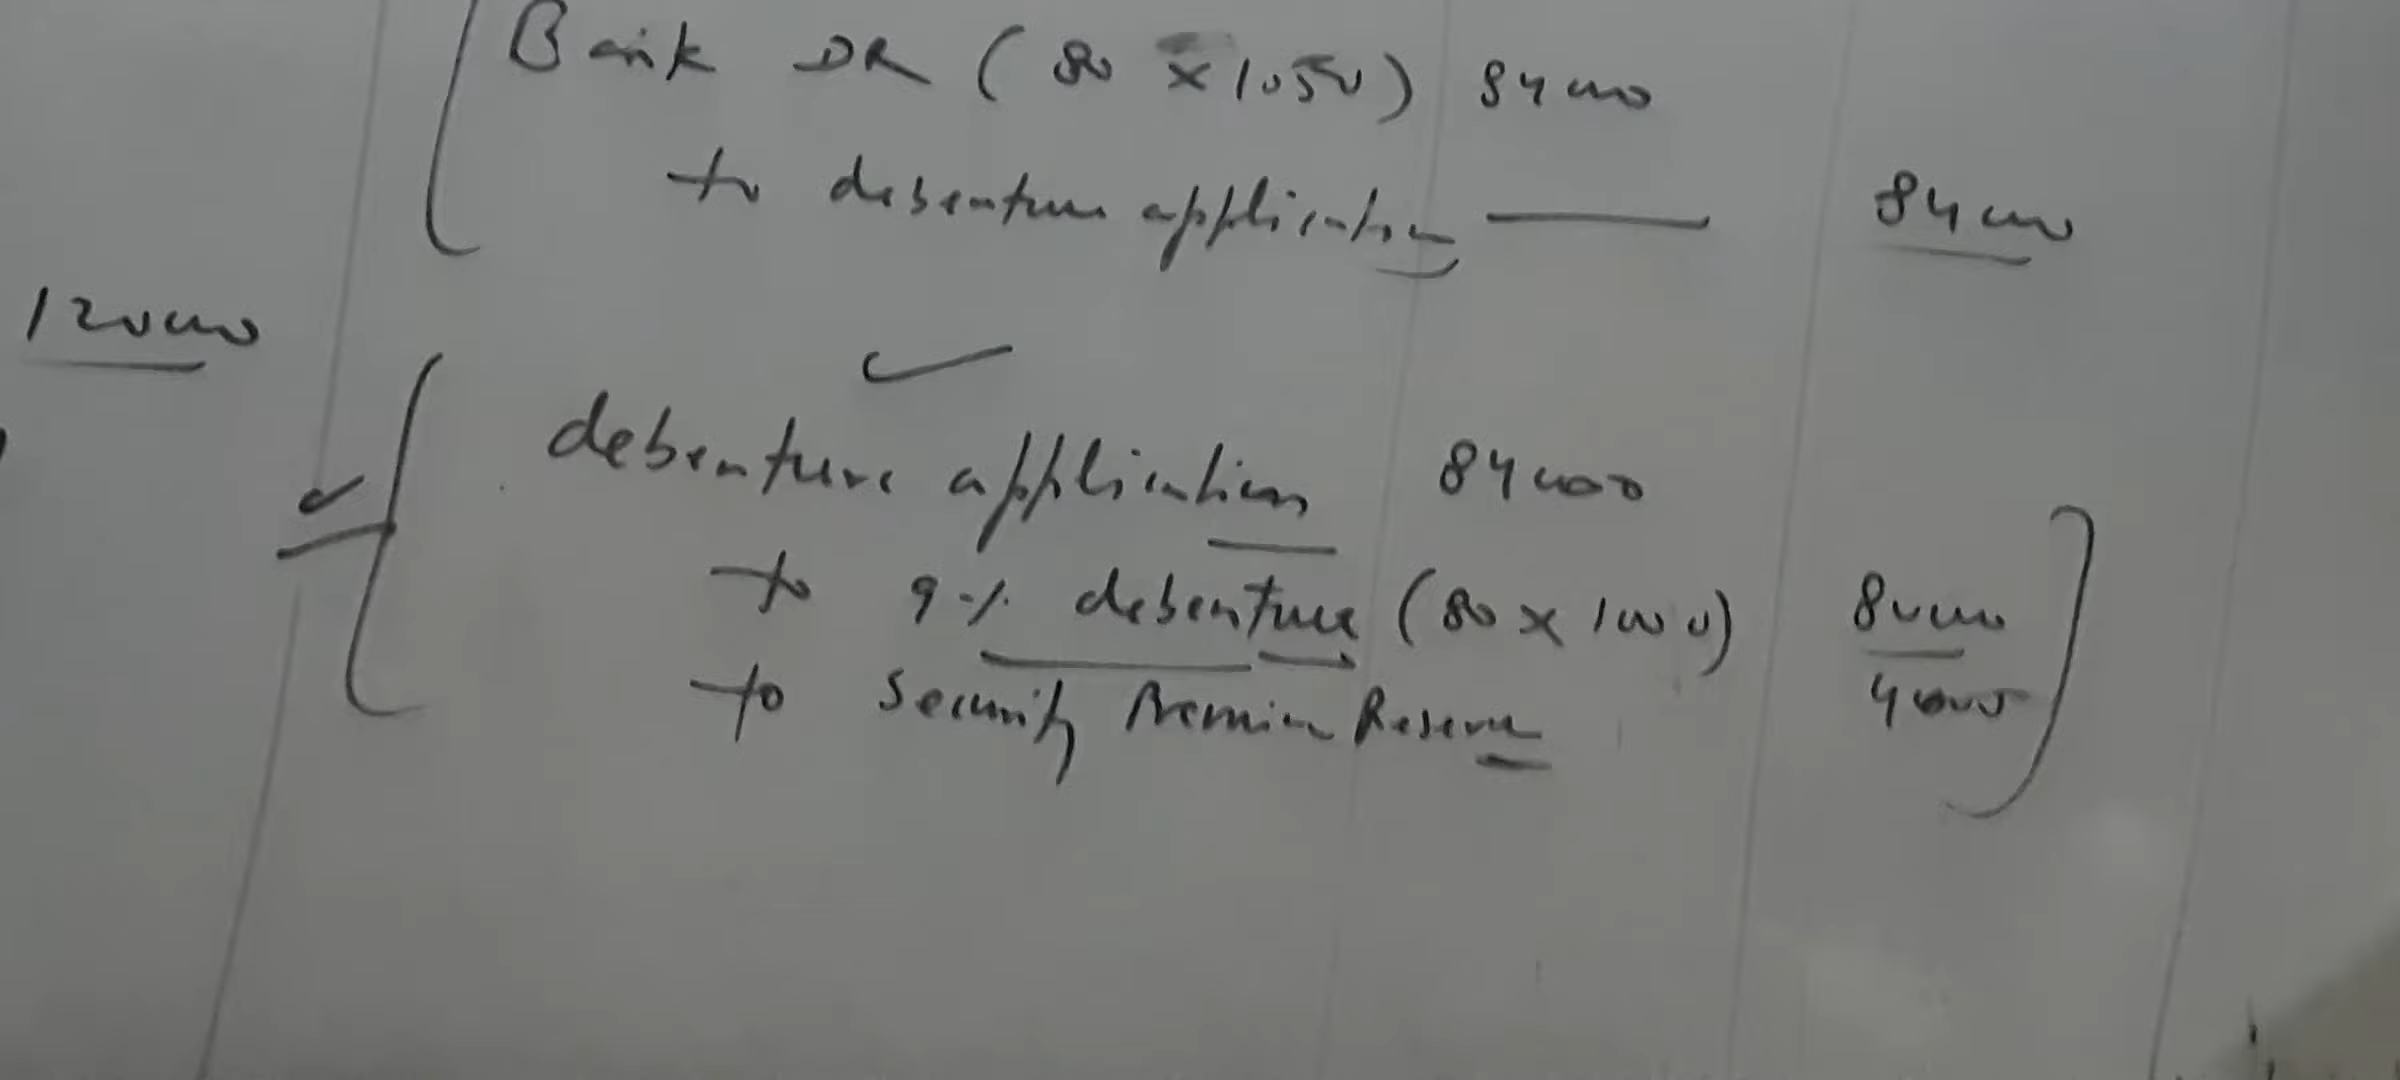 Bank DR (80 x 1050) 84000
to debenture application 84000
120000
debenture application 84000
to 9% debenture (80 x 1000) 80000
to Security Premium Reserve 4000